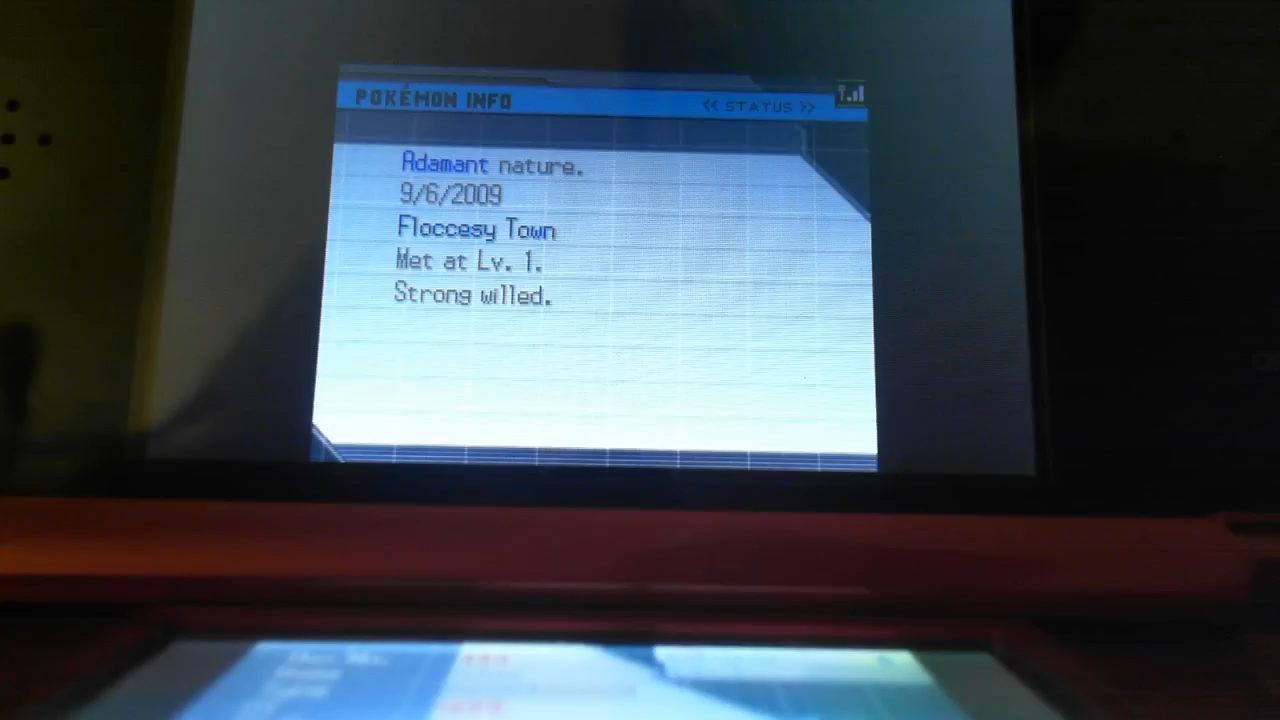 POKÉMON INFO
<< STATUS >>
Adamant nature.
9/6/2009
Floccesy Town
Met at Lv. 1.
Strong willed.